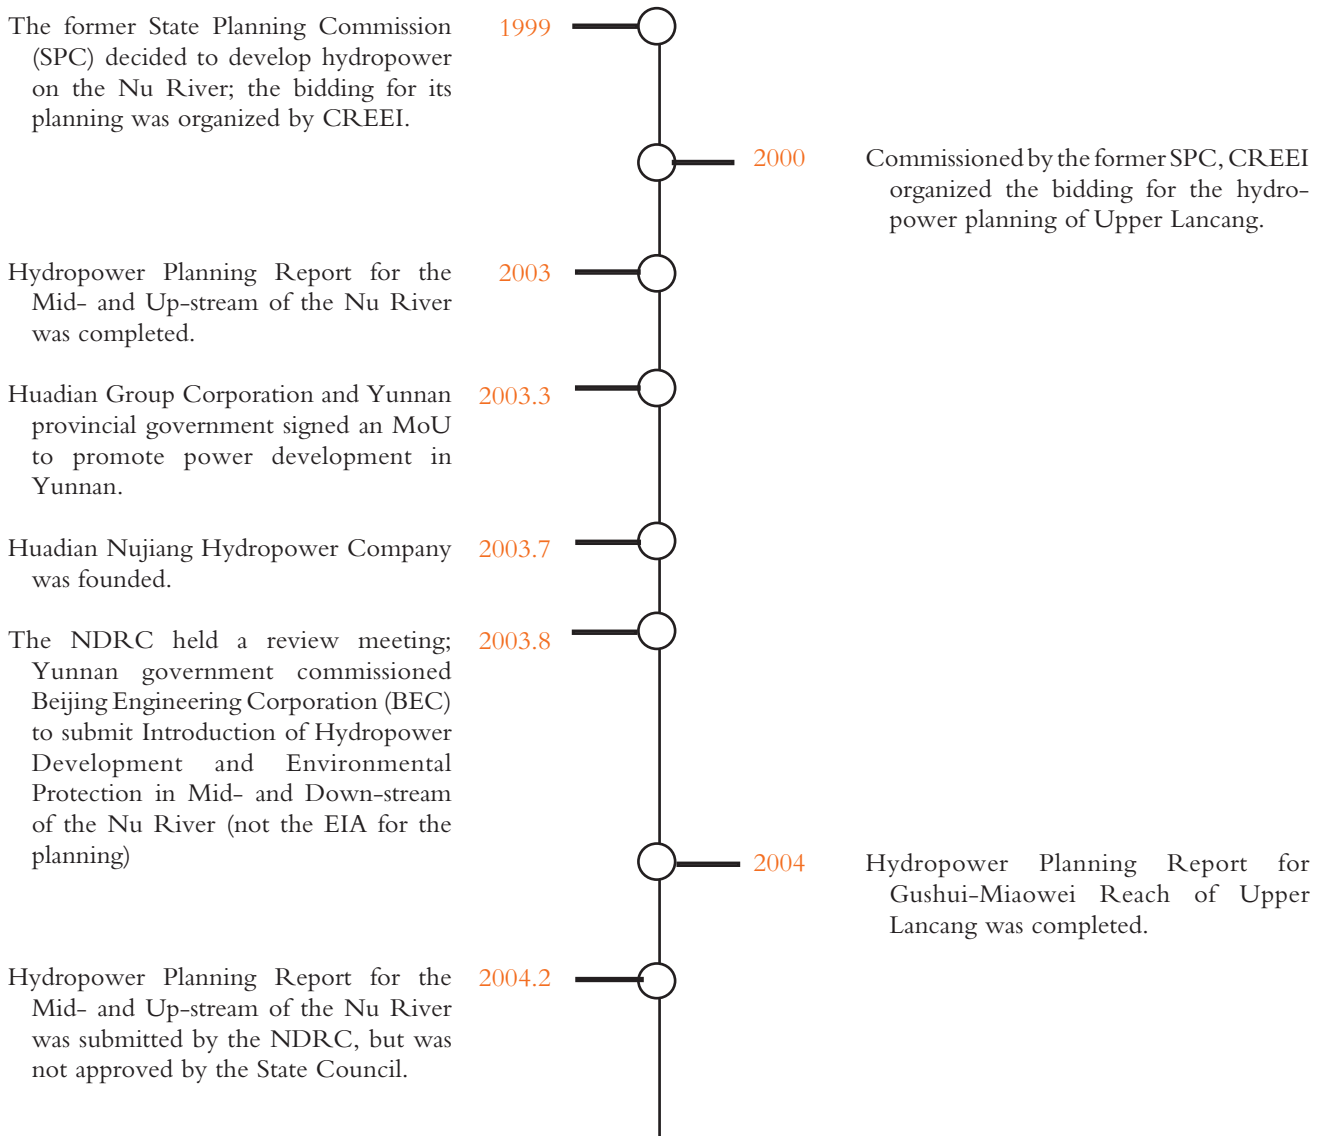 The former State Planning Commission
(SPC) decided to develop hydropower
on the Nu River; the bidding for its
planning was organized by CREEI.
1999
2000
Commissioned by the former SPC, CREEI
organized the bidding for the hydro-
power planning of Upper Lancang.
Hydropower Planning Report for the
Mid- and Up-stream of the Nu River
was completed.
2003
Huadian Group Corporation and Yunnan
provincial government signed an MoU
to promote power development in
Yunnan.
2003.3
Huadian Nujiang Hydropower Company
was founded.
2003.7
The NDRC held a review meeting;
Yunnan government commissioned
Beijing Engineering Corporation (BEC)
to submit Introduction of Hydropower
Development and Environmental
Protection in Mid- and Down-stream
of the Nu River (not the EIA for the
planning)
2003.8
2004
Hydropower Planning Report for
Gushui-Miaowei Reach of Upper
Lancang was completed.
Hydropower Planning Report for the
Mid- and Up-stream of the Nu River
was submitted by the NDRC, but was
not approved by the State Council.
2004.2